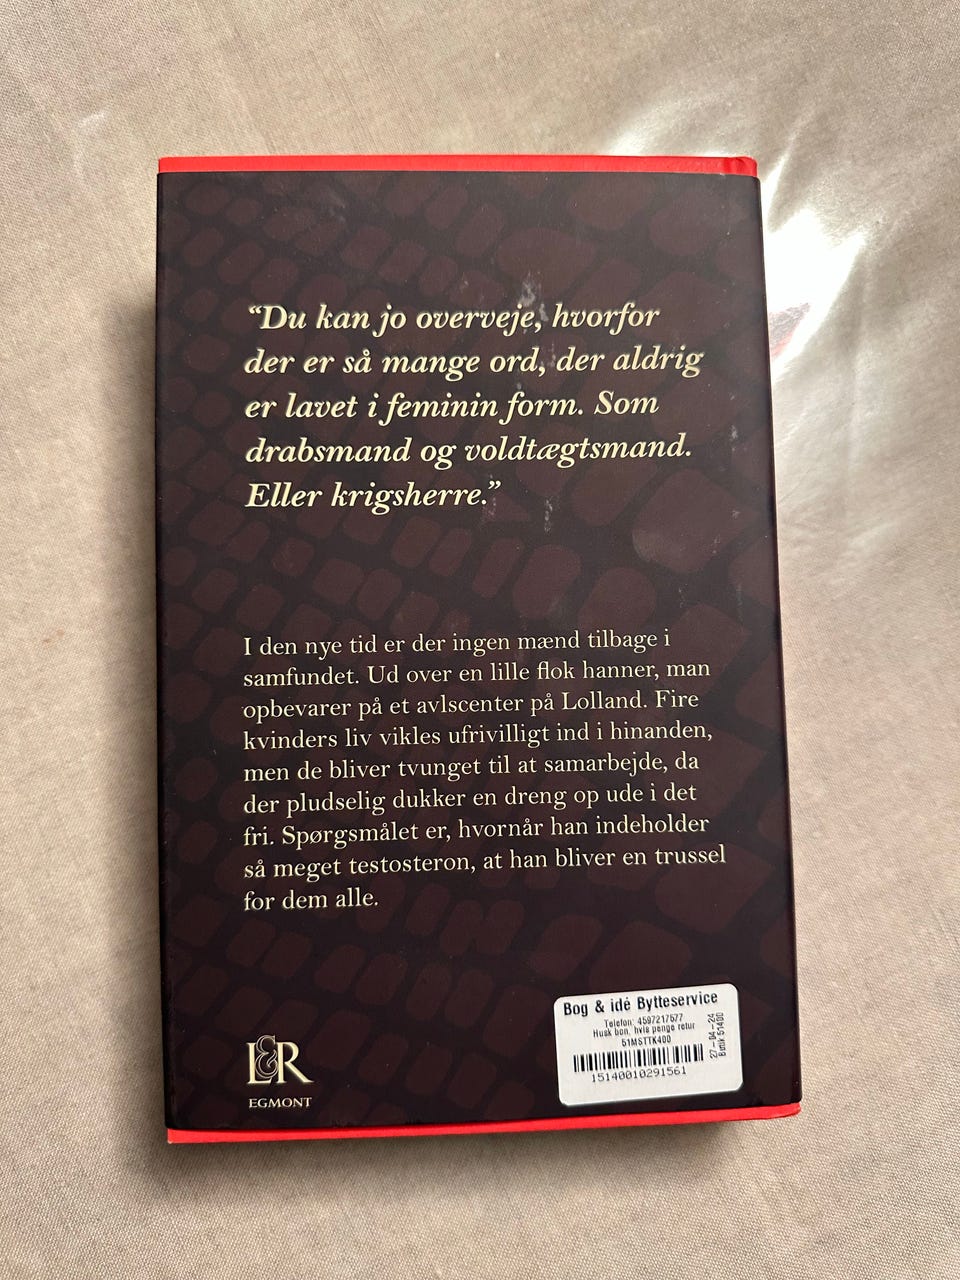 “Du kan jo overveje, hvorfor
der er så mange ord, der aldrig
er lavet i feminin form. Som
drabsmand og voldtægtsmand.
Eller krigsherre.”
I den nye tid er der ingen mænd tilbage i
samfundet. Ud over en lille flok hanner, man
opbevarer på et avlscenter på Lolland. Fire
kvinders liv vikles ufrivilligt ind i hinanden,
men de bliver tvunget til at samarbejde, da
der pludselig dukker en dreng op ude i det
fri. Spørgsmålet er, hvornår han indeholder
så meget testosteron, at han bliver en trussel
for dem alle.
L&R
EGMONT
Bog & idé Bytteservice
Telefon: 4597217577
Husk bon, hvis penge retur
51MSTTK400
15140010291561
27-04-24
Butik 51400